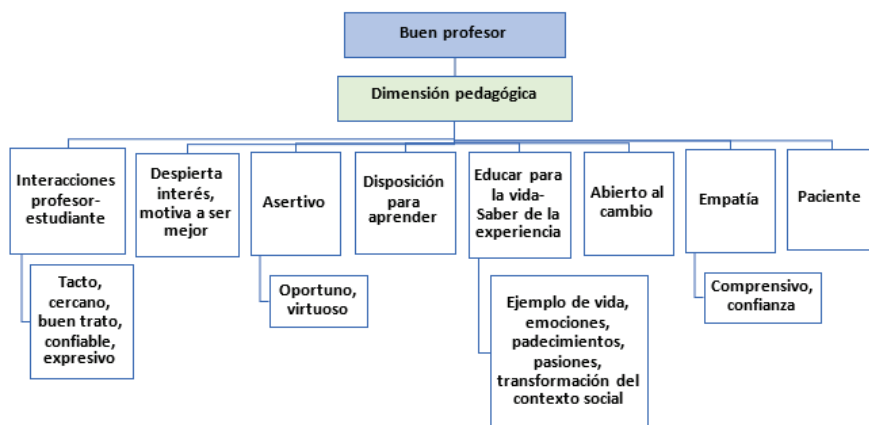 Buen profesor
Dimensión pedagógica
Interacciones
profesor-
estudiante
Despierta
interés,
motiva a ser
mejor
Asertivo
Disposición
para
aprender
Educar para
la vida-
Saber de la
experiencia
Abierto al
cambio
Empatía
Paciente
Tacto,
cercano,
buen trato,
confiable,
expresivo
Oportuno,
virtuoso
Ejemplo de vida,
emociones,
padecimientos,
pasiones,
transformación del
contexto social
Comprensivo,
confianza